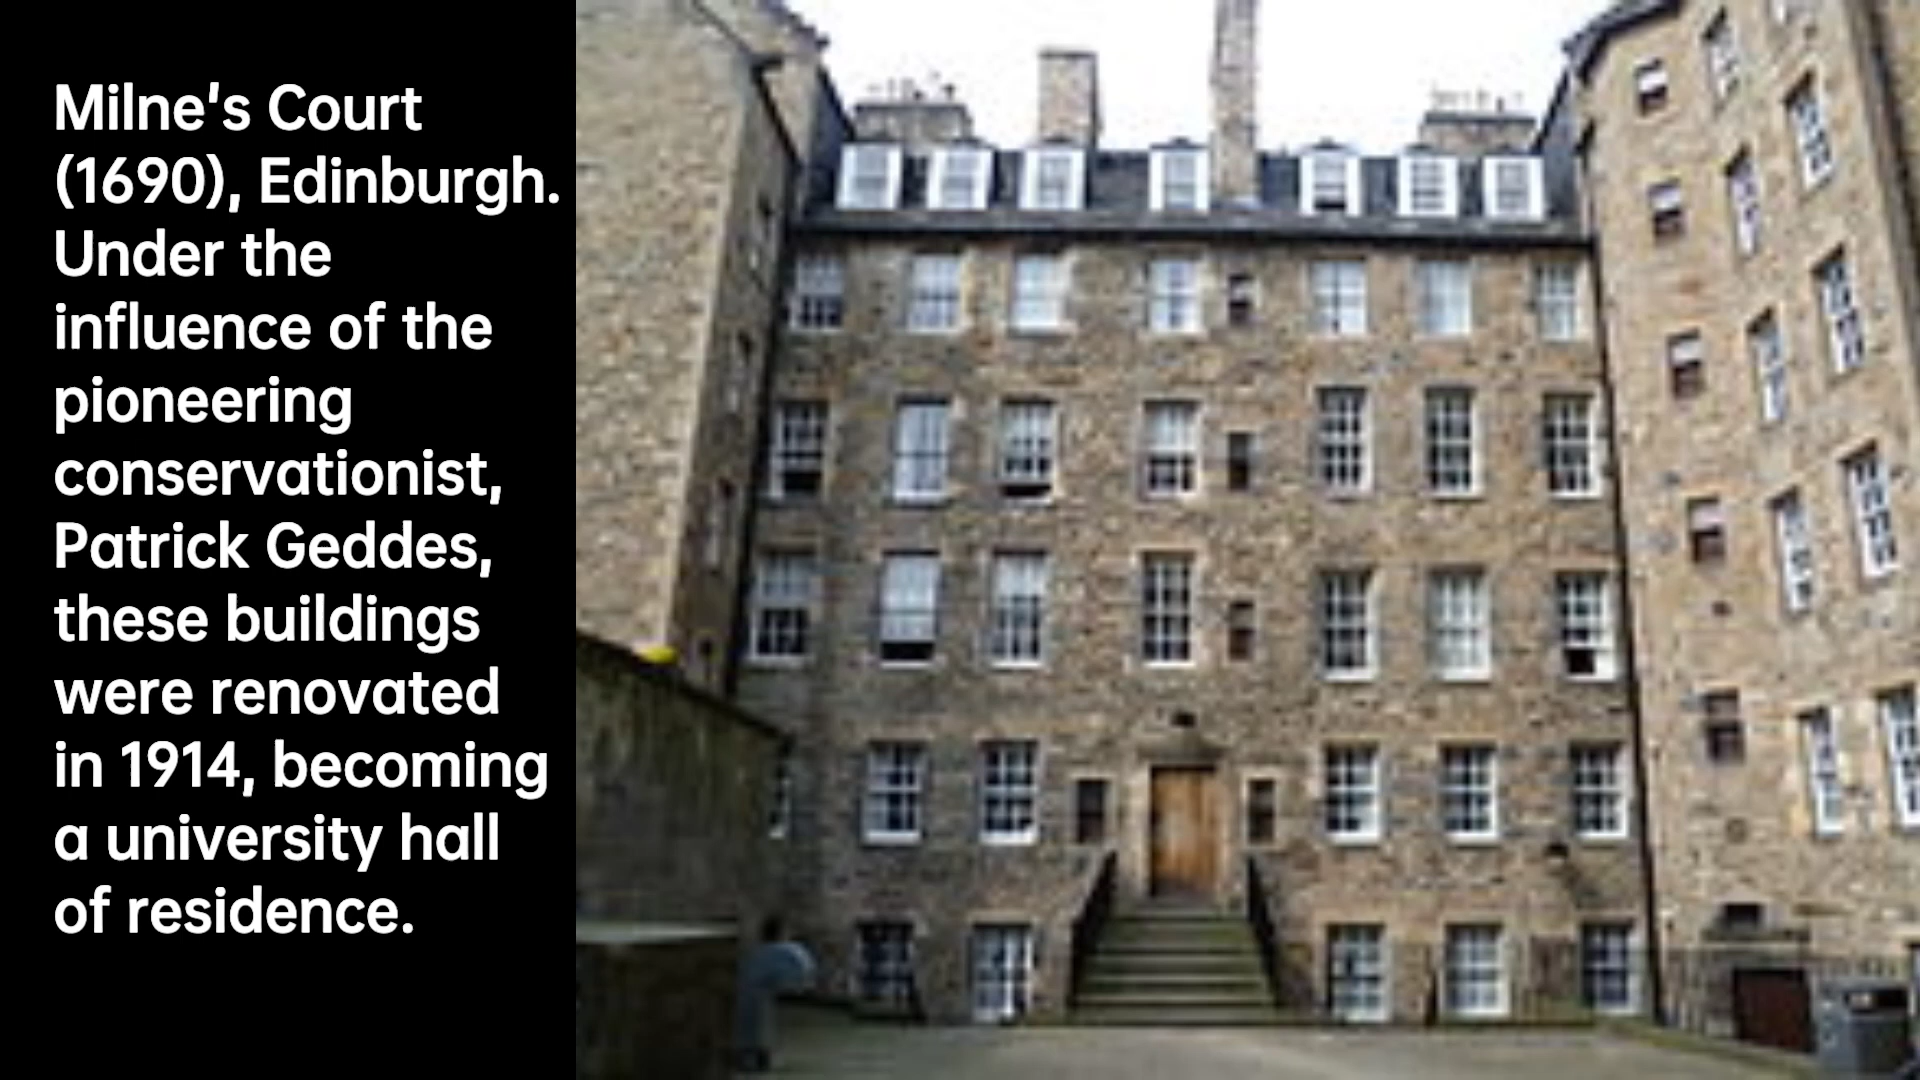 Milne's Court
(1690), Edinburgh.
Under the
influence of the
pioneering
conservationist,
Patrick Geddes,
these buildings
were renovated
in 1914, becoming
a university hall
of residence.